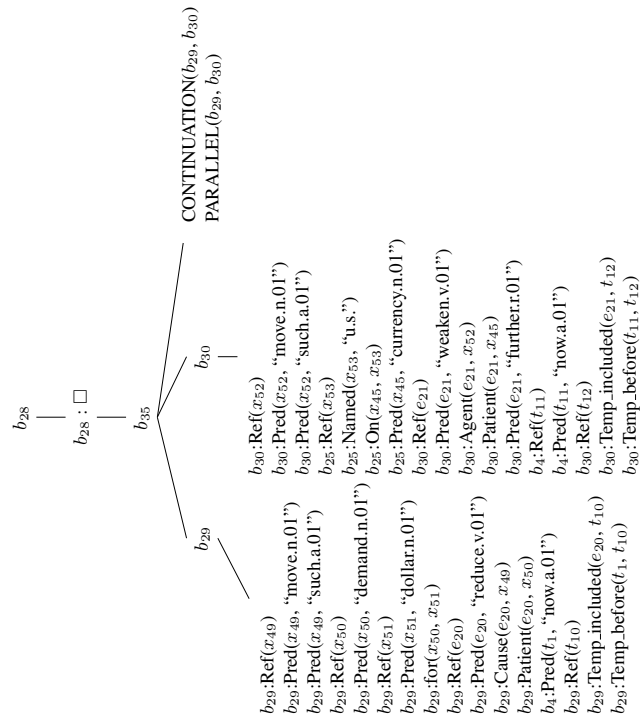 b28
b28 : □
b35
b29
b30
CONTINUATION(b29, b30)
PARALLEL(b29, b30)
b29:Ref(x49)
b29:Pred(x49, “move.n.01”)
b29:Pred(x49, “such.a.01”)
b29:Ref(x50)
b29:Pred(x50, “demand.n.01”)
b29:Ref(x51)
b29:Pred(x51, “dollar.n.01”)
b29:for(x50, x51)
b29:Ref(e20)
b29:Pred(e20, “reduce.v.01”)
b29:Cause(e20, x49)
b29:Patient(e20, x50)
b4:Pred(t1, “now.a.01”)
b29:Ref(t10)
b29:Temp_included(e20, t10)
b29:Temp_before(t1, t10)
b30:Ref(x52)
b30:Pred(x52, “move.n.01”)
b30:Pred(x52, “such.a.01”)
b25:Ref(x53)
b25:Named(x53, “u.s.”)
b25:On(x45, x53)
b25:Pred(x45, “currency.n.01”)
b30:Ref(e21)
b30:Pred(e21, “weaken.v.01”)
b30:Agent(e21, x52)
b30:Patient(e21, x45)
b30:Pred(e21, “further.r.01”)
b4:Ref(t11)
b4:Pred(t11, “now.a.01”)
b30:Ref(t12)
b30:Temp_included(e21, t12)
b30:Temp_before(t11, t12)